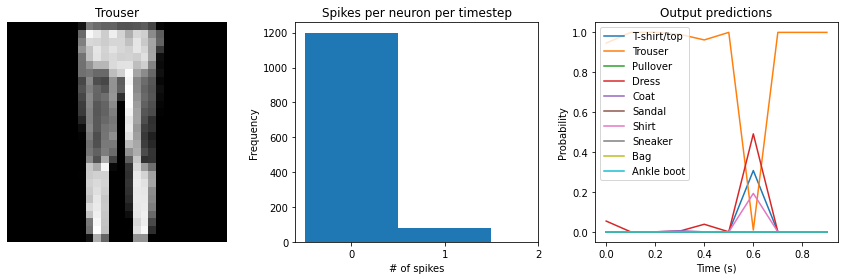 Trouser
Spikes per neuron per timestep
Output predictions
1200
1000
800
600
400
200
0
Frequency
0
1
2
# of spikes
1.0
0.8
0.6
0.4
0.2
0.0
Probability
T-shirt/top
Trouser
Pullover
Dress
Coat
Sandal
Shirt
Sneaker
Bag
Ankle boot
0.0
0.2
0.4
0.6
0.8
Time (s)